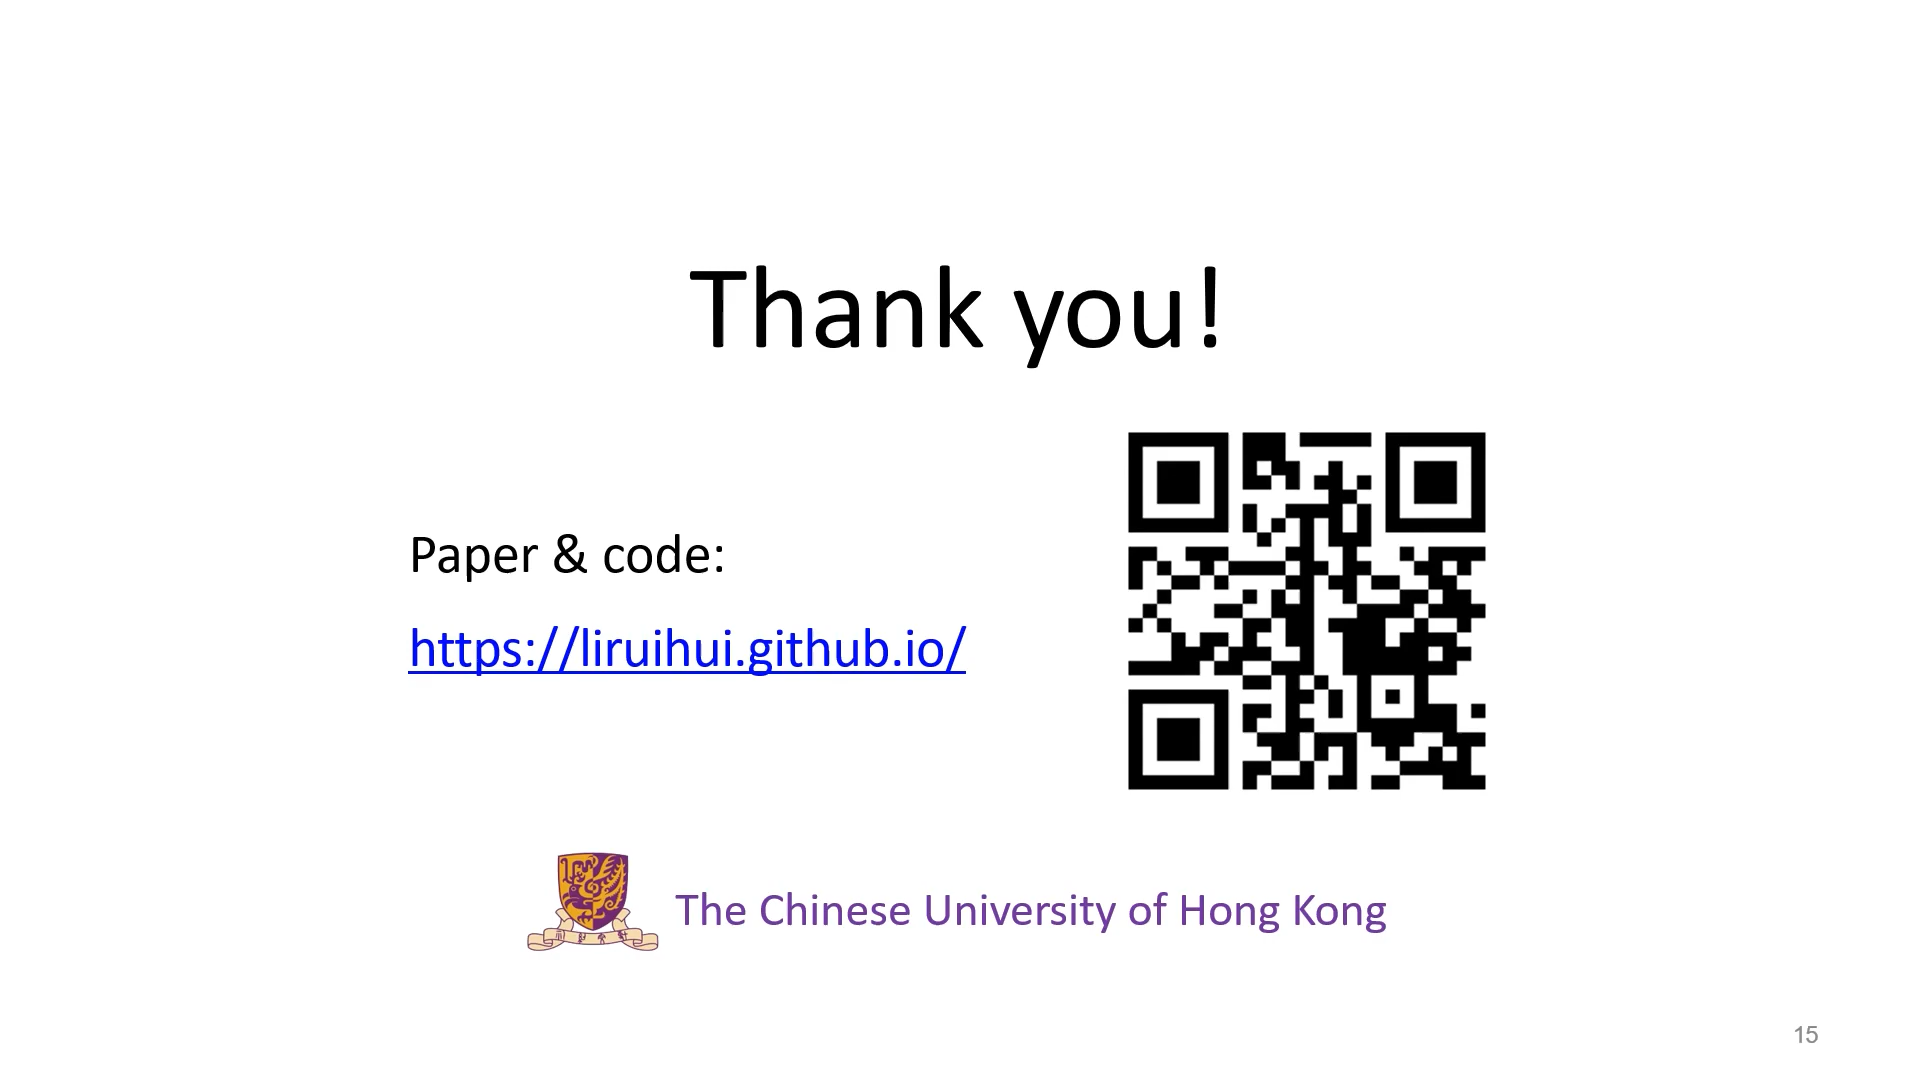 Thank you!
Paper & code:
https://liruihui.github.io/
The Chinese University of Hong Kong
15